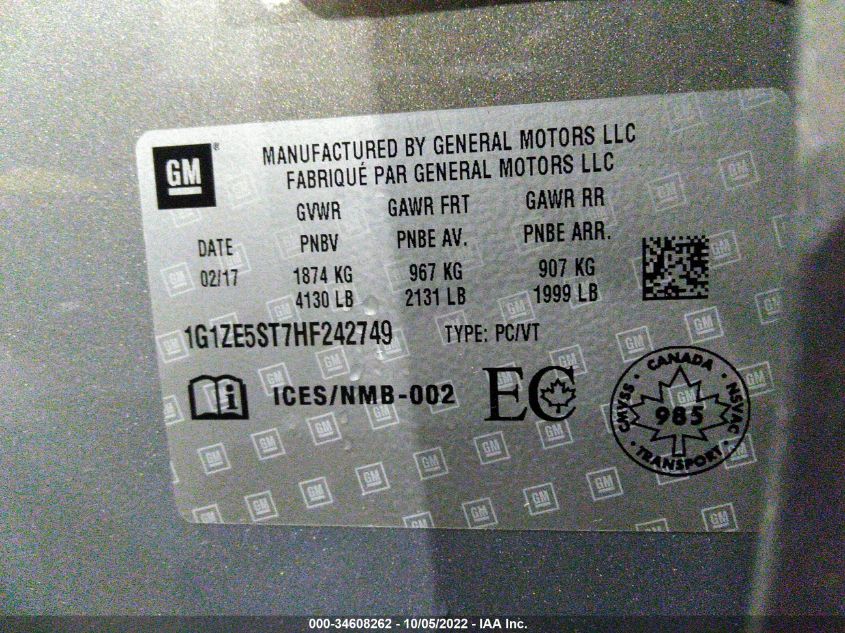 GM ®
MANUFACTURED BY GENERAL MOTORS LLC
FABRIQUÉ PAR GENERAL MOTORS LLC
GVWR GAWR FRT GAWR RR
DATE PNBV PNBE AV. PNBE ARR.
02/17 1874 KG 967 KG 907 KG
4130 LB 2131 LB 1999 LB
1G1ZE5ST7HF242749 TYPE: PC/VT
i ICES/NMB-002 EC
CANADA
CMVSS 985 NSVAC
TRANSPORT
000-34608262 - 10/05/2022 - IAA Inc.